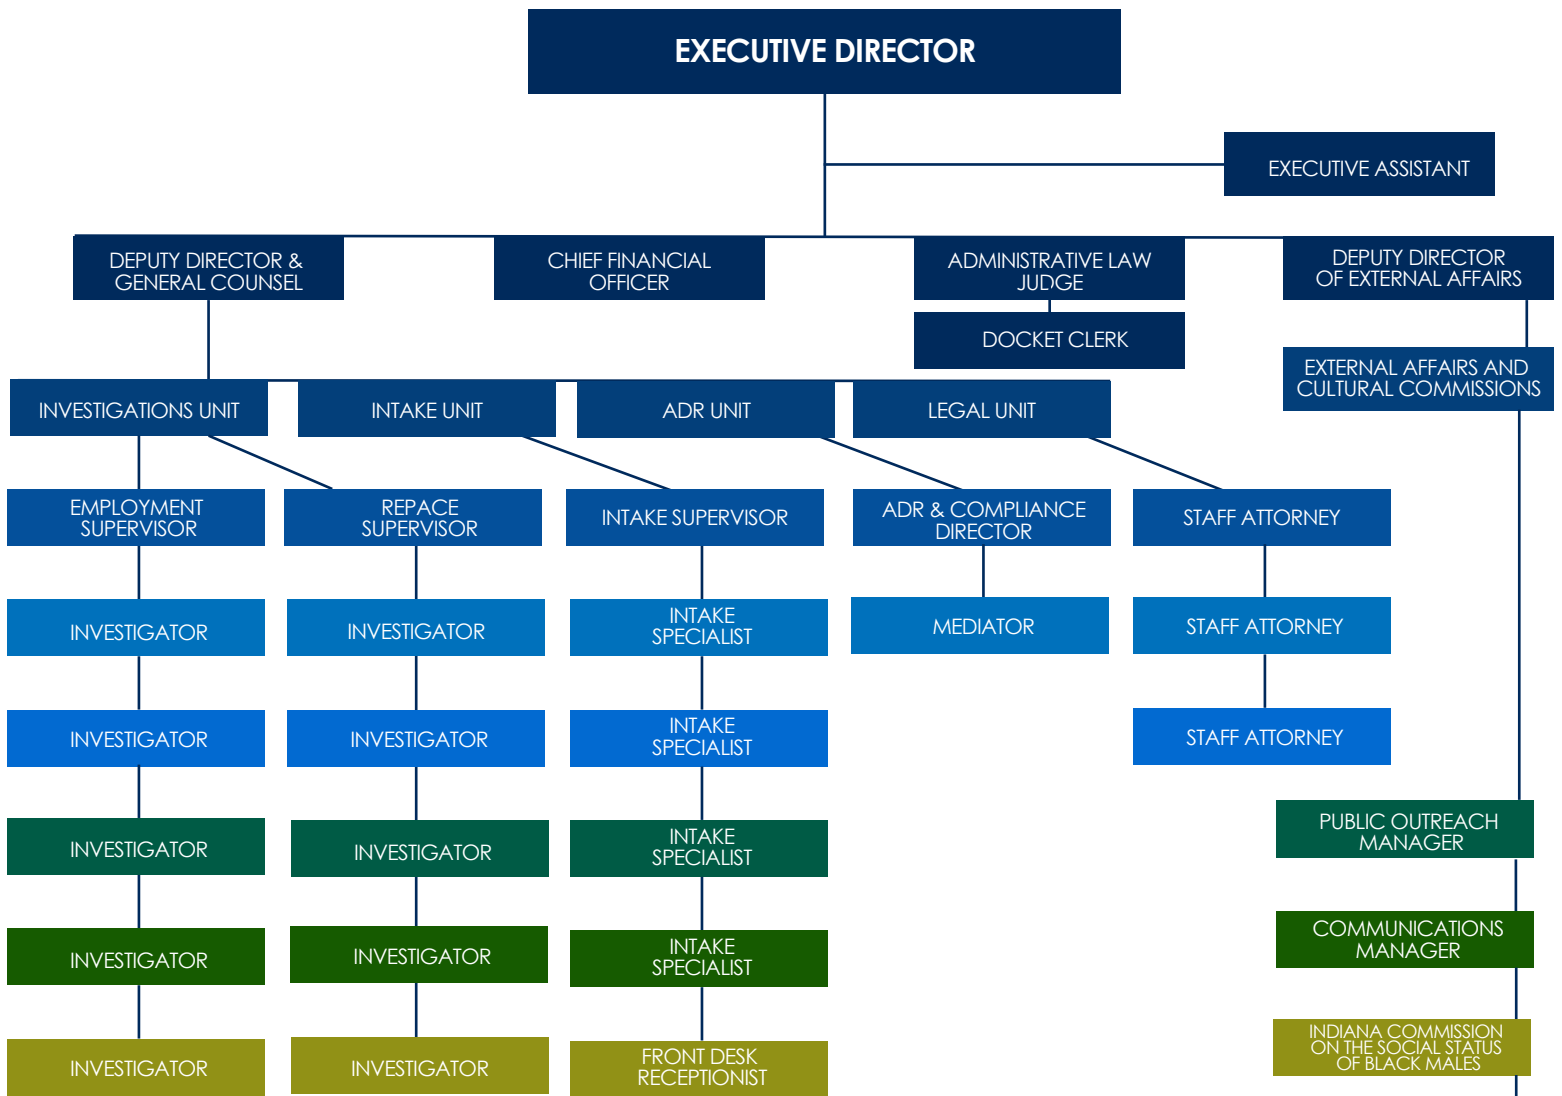 EXECUTIVE DIRECTOR
EXECUTIVE ASSISTANT
DEPUTY DIRECTOR &
GENERAL COUNSEL
CHIEF FINANCIAL
OFFICER
ADMINISTRATIVE LAW
JUDGE
DEPUTY DIRECTOR
OF EXTERNAL AFFAIRS
DOCKET CLERK
EXTERNAL AFFAIRS AND
CULTURAL COMMISSIONS
INVESTIGATIONS UNIT
INTAKE UNIT
ADR UNIT
LEGAL UNIT
EMPLOYMENT
SUPERVISOR
REPACE
SUPERVISOR
INTAKE SUPERVISOR
ADR & COMPLIANCE
DIRECTOR
STAFF ATTORNEY
INVESTIGATOR
INVESTIGATOR
INTAKE
SPECIALIST
MEDIATOR
STAFF ATTORNEY
INVESTIGATOR
INVESTIGATOR
INTAKE
SPECIALIST
STAFF ATTORNEY
INVESTIGATOR
INVESTIGATOR
INTAKE
SPECIALIST
PUBLIC OUTREACH
MANAGER
INVESTIGATOR
INVESTIGATOR
INTAKE
SPECIALIST
COMMUNICATIONS
MANAGER
INVESTIGATOR
INVESTIGATOR
FRONT DESK
RECEPTIONIST
INDIANA COMMISSION
ON THE SOCIAL STATUS
OF BLACK MALES